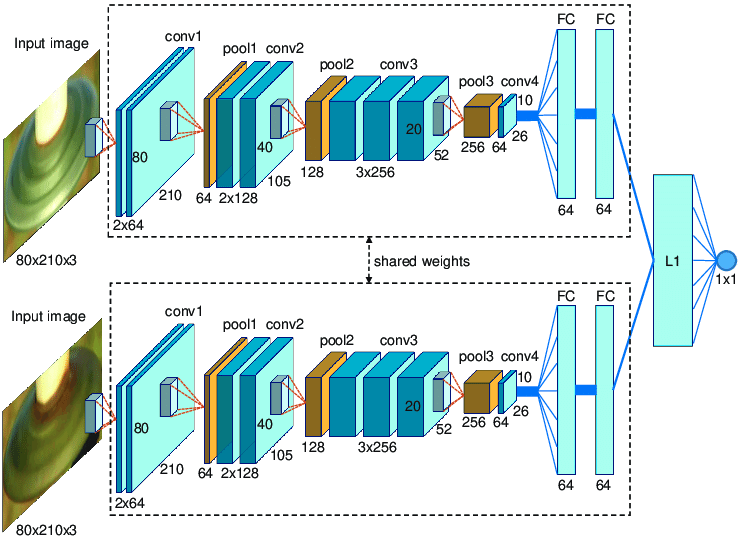 Input image
conv1
pool1
conv2
pool2
conv3
pool3
conv4
FC
FC
80
210
2x64
64
2x128
40
105
128
3x256
20
52
256
64
10
26
64
64
80x210x3
shared weights
L1
1x1
Input image
conv1
pool1
conv2
pool2
conv3
pool3
conv4
FC
FC
80
210
2x64
64
2x128
40
105
128
3x256
20
52
256
64
10
26
64
64
80x210x3